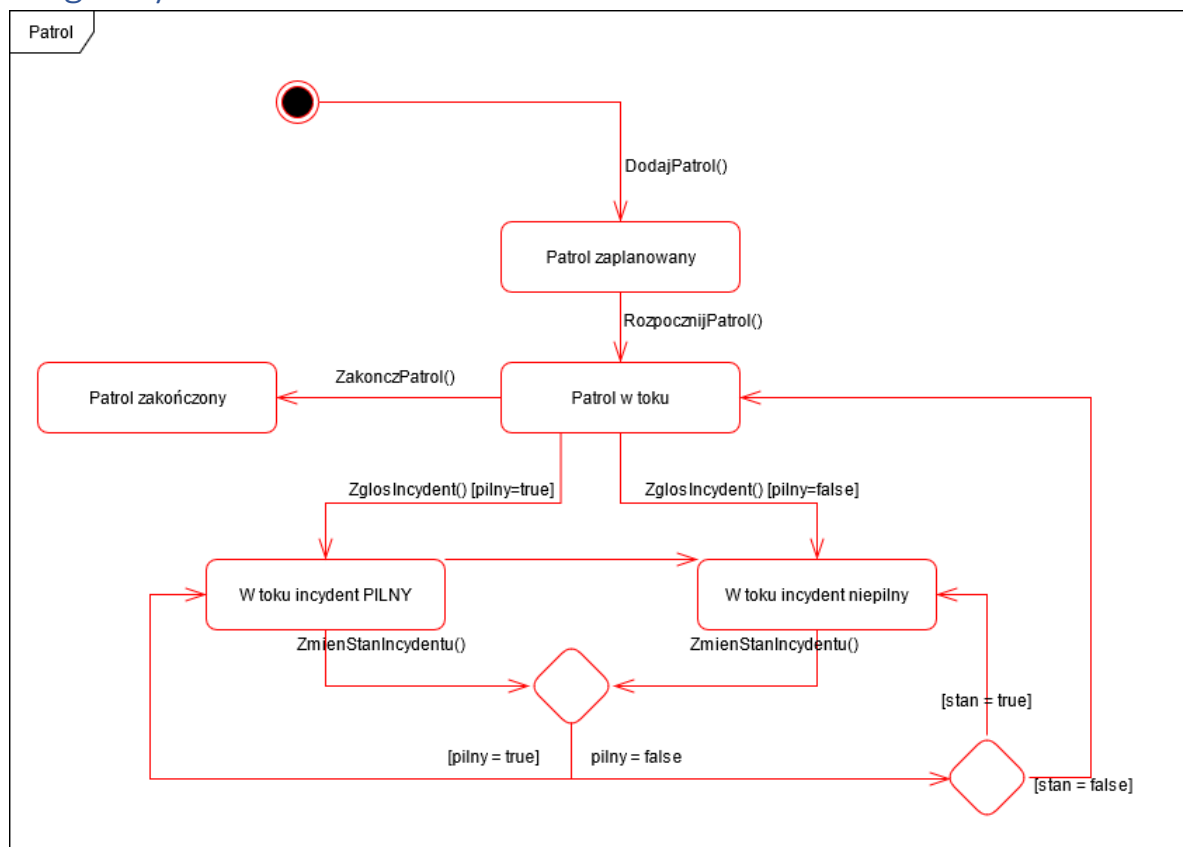 Patrol
DodajPatrol()
Patrol zaplanowany
RozpocznijPatrol()
ZakonczPatrol()
Patrol zakończony
Patrol w toku
ZglosIncydent() [pilny=true]
ZglosIncydent() [pilny=false]
W toku incydent PILNY
W toku incydent niepilny
ZmienStanIncydentu()
ZmienStanIncydentu()
[stan = true]
[pilny = true]
pilny = false
[stan = false]